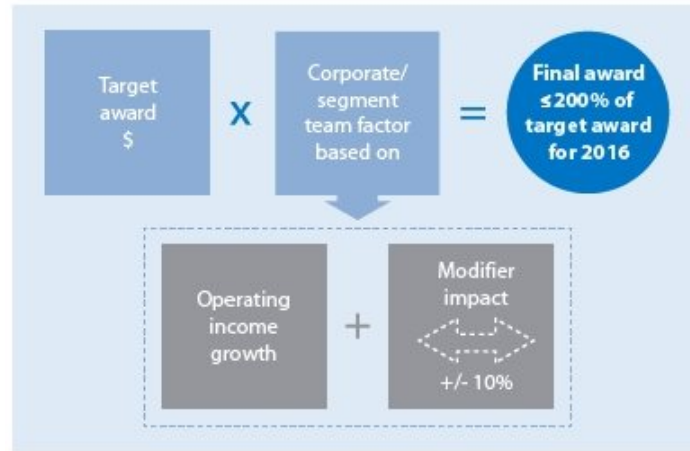 Target
award
$
X
Corporate/
segment
team factor
based on
=
Final award
≤200% of
target award
for 2016
Operating
income
growth
+
Modifier
impact
+/- 10%